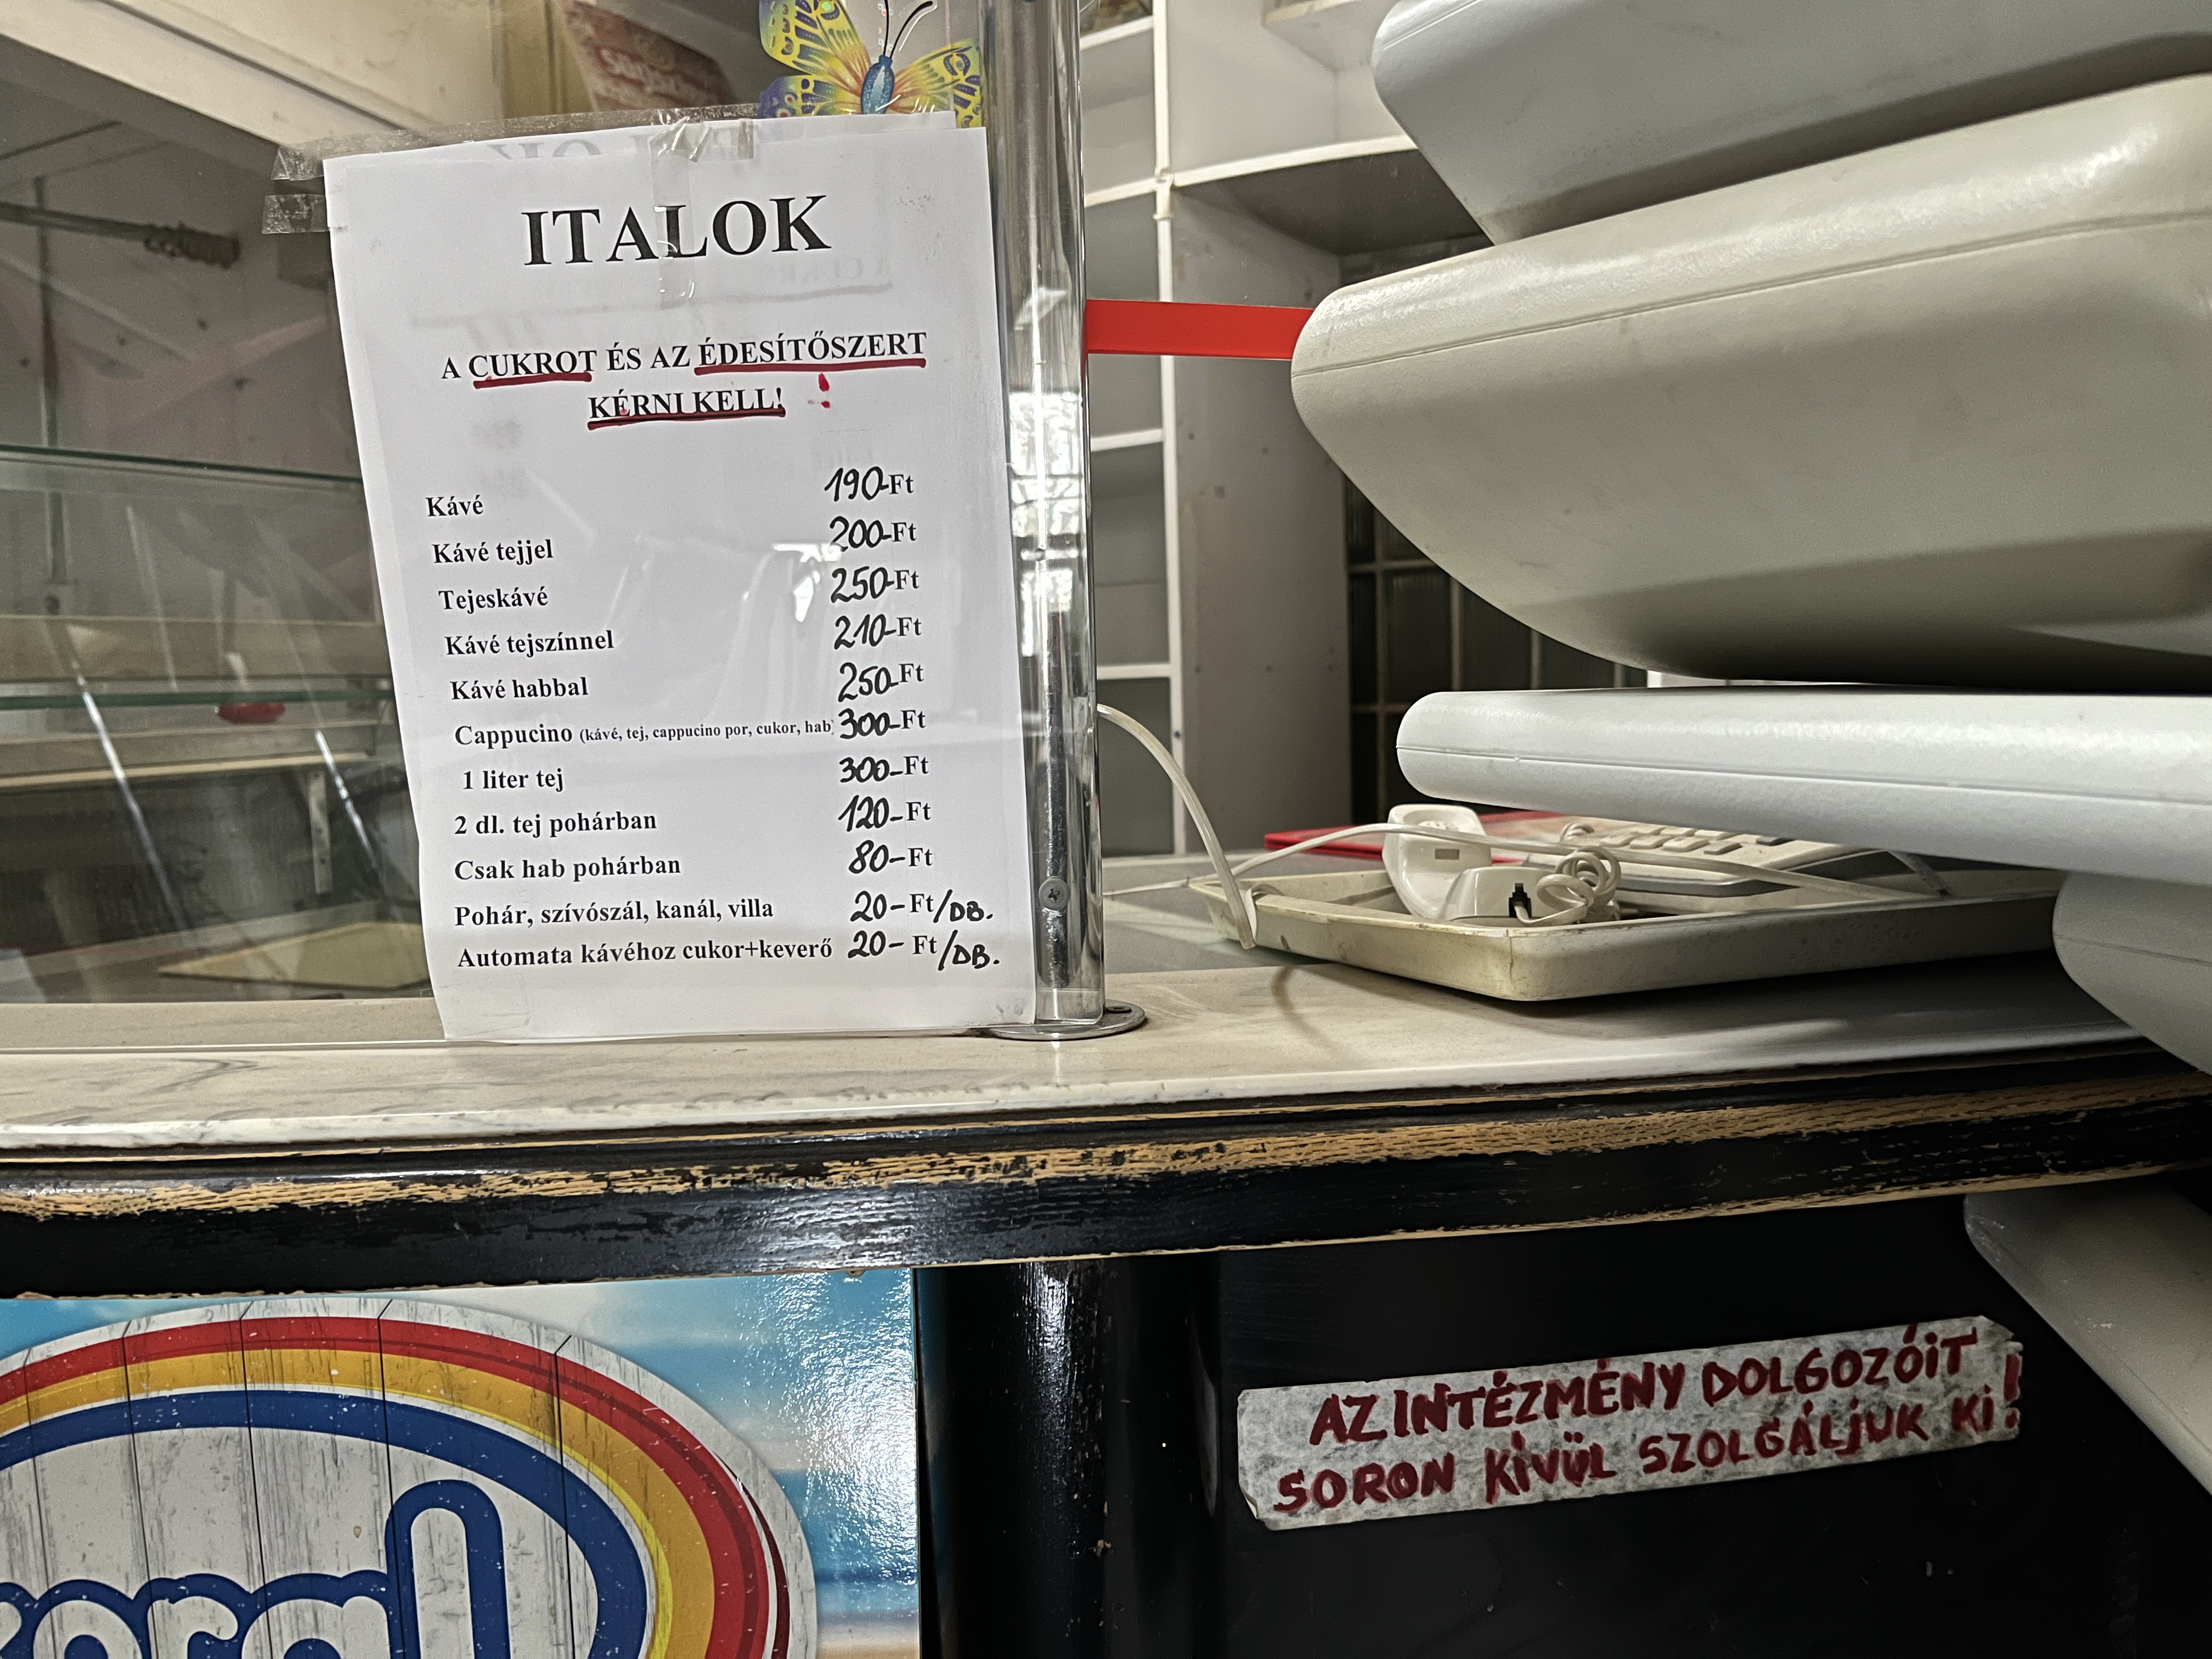 ITALOK
A CUKROT ÉS AZ ÉDESÍTŐSZERT
KÉRNI KELL! !
Kávé 190-Ft
Kávé tejjel 200-Ft
Tejeskávé 250-Ft
Kávé tejszínnel 210-Ft
Kávé habbal 250-Ft
Cappucino (kávé, tej, cappucino por, cukor, hab) 300-Ft
1 liter tej 300-Ft
2 dl. tej pohárban 120-Ft
Csak hab pohárban 80-Ft
Pohár, szívószál, kanál, villa 20-Ft/DB.
Automata kávéhoz cukor+keverő 20-Ft/DB.
AZ INTÉZMÉNY DOLGOZÓIT
SORON KÍVÜL SZOLGÁLJUK KI!